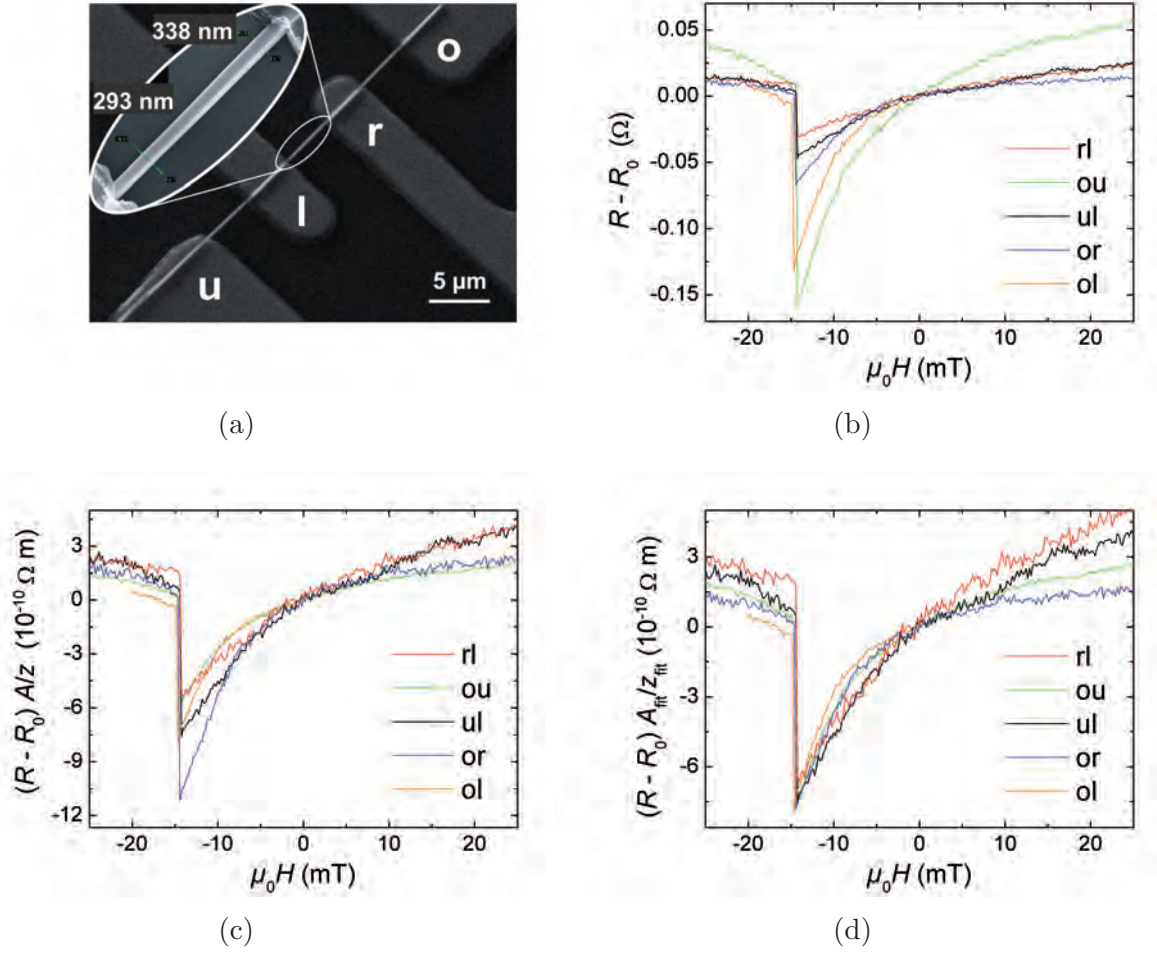 338 nm
293 nm
o
r
l
u
5 µm
(a)
R - R₀ (Ω)
0.05
0.00
-0.05
-0.10
-0.15
rl
ou
ul
or
ol
-20 -10 0 10 20
µ₀H (mT)
(b)
(R - R₀) A/z (10⁻¹⁰ Ω m)
3
0
-3
-6
-9
-12
rl
ou
ul
or
ol
-20 -10 0 10 20
µ₀H (mT)
(c)
(R - R₀) A_fit/z_fit (10⁻¹⁰ Ω m)
3
0
-3
-6
rl
ou
ul
or
ol
-20 -10 0 10 20
µ₀H (mT)
(d)